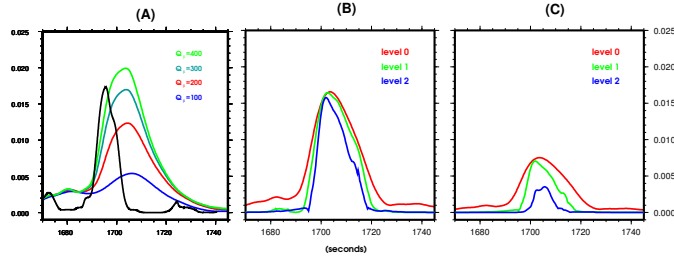 (A)
(B)
(C)
0.025
0.020
0.015
0.010
0.005
0.000
1680
1700
1720
1740
=400
=300
=200
=100
level 0
level 1
level 2
1680
1700
1720
1740
(seconds)
level 0
level 1
level 2
1680
1700
1720
1740
0.025
0.020
0.015
0.010
0.005
0.000